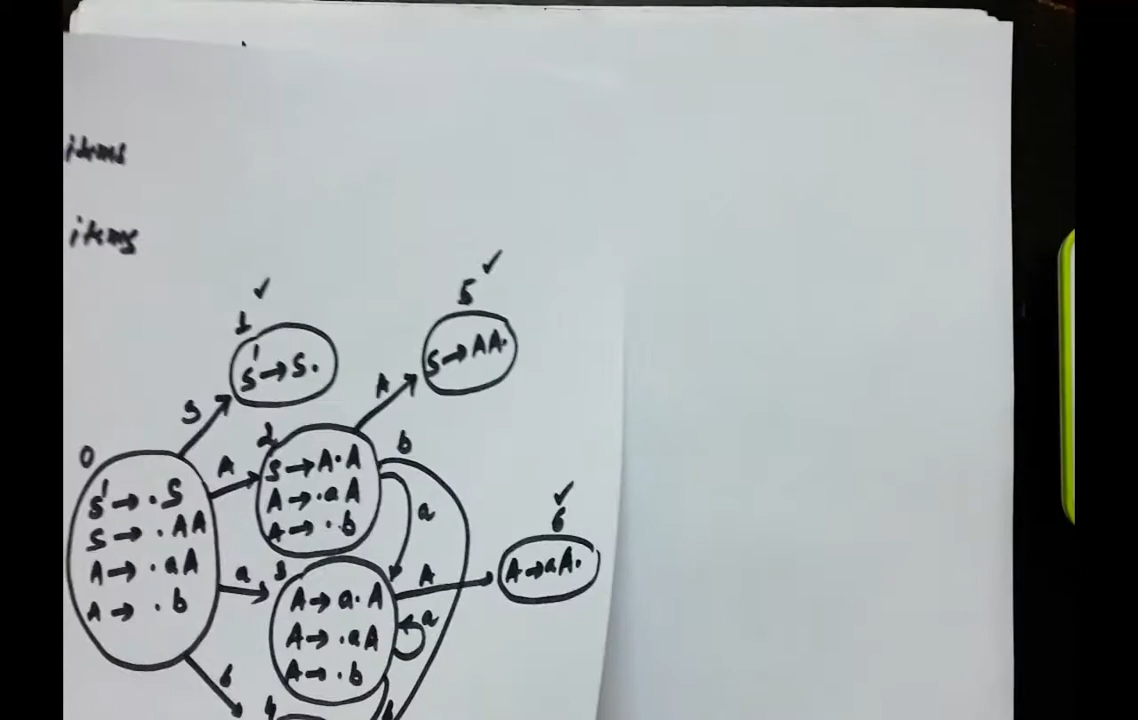 items
items
5
1
S' → S.
S → AA.
A
S
2
b
0
A
S → A·A
S' → ·S
A → ·aA
S → ·AA
A → ·b
a
6
A → ·aA
a
3
A
A → aA.
A → ·b
A → a·A
A → ·aA
a
A → ·b
b
4
b